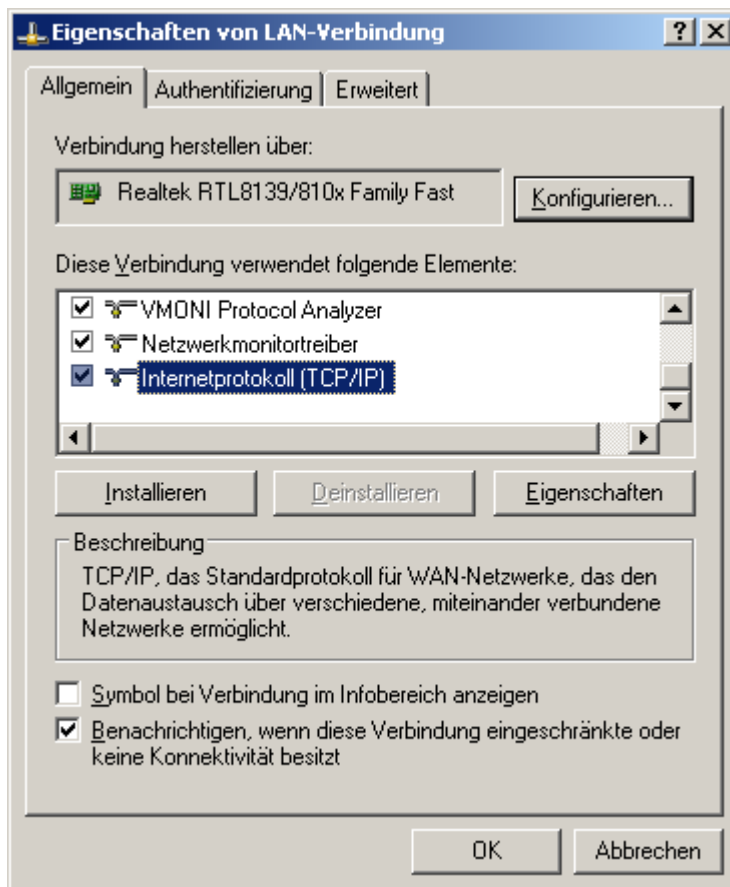 Eigenschaften von LAN-Verbindung
Allgemein Authentifizierung Erweitert
Verbindung herstellen über:
Realtek RTL8139/810x Family Fast
Konfigurieren...
Diese Verbindung verwendet folgende Elemente:
VMONI Protocol Analyzer
Netzwerkmonitortreiber
Internetprotokoll (TCP/IP)
Installieren Deinstallieren Eigenschaften
Beschreibung
TCP/IP, das Standardprotokoll für WAN-Netzwerke, das den
Datenaustausch über verschiedene, miteinander verbundene
Netzwerke ermöglicht.
Symbol bei Verbindung im Infobereich anzeigen
Benachrichtigen, wenn diese Verbindung eingeschränkte oder
keine Konnektivität besitzt
OK Abbrechen